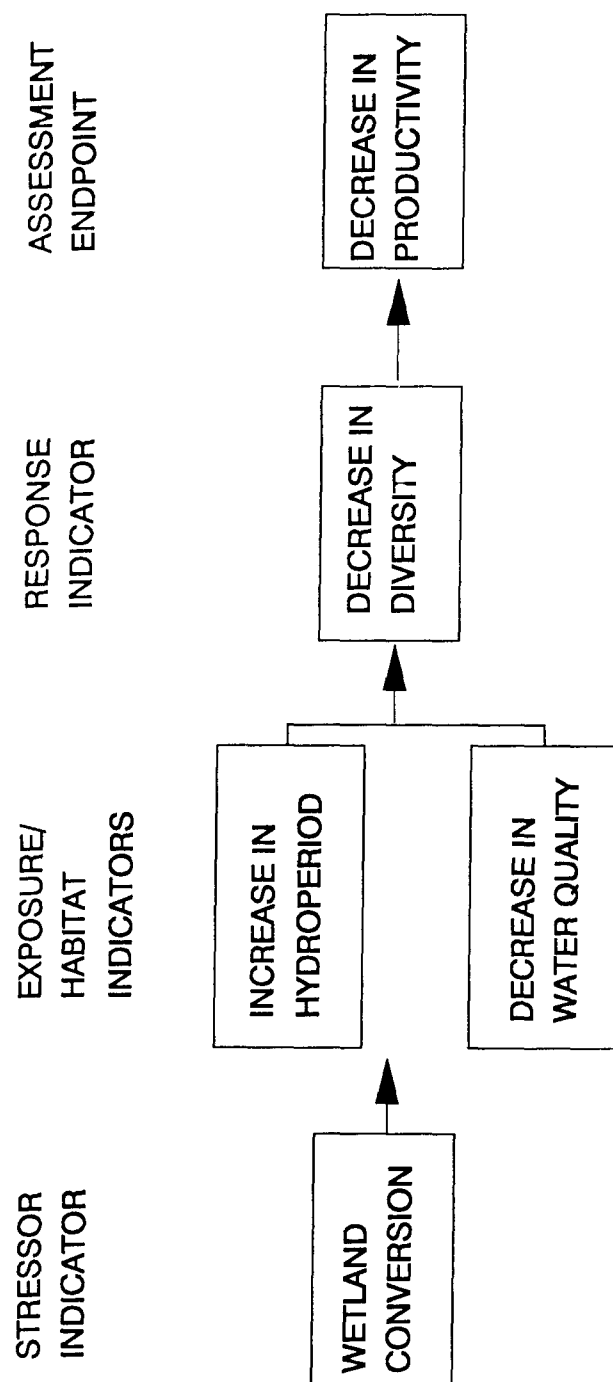 STRESSOR
INDICATOR
EXPOSURE/
HABITAT
INDICATORS
RESPONSE
INDICATOR
ASSESSMENT
ENDPOINT
WETLAND
CONVERSION
INCREASE IN
HYDROPERIOD
DECREASE IN
WATER QUALITY
DECREASE IN
DIVERSITY
DECREASE IN
PRODUCTIVITY